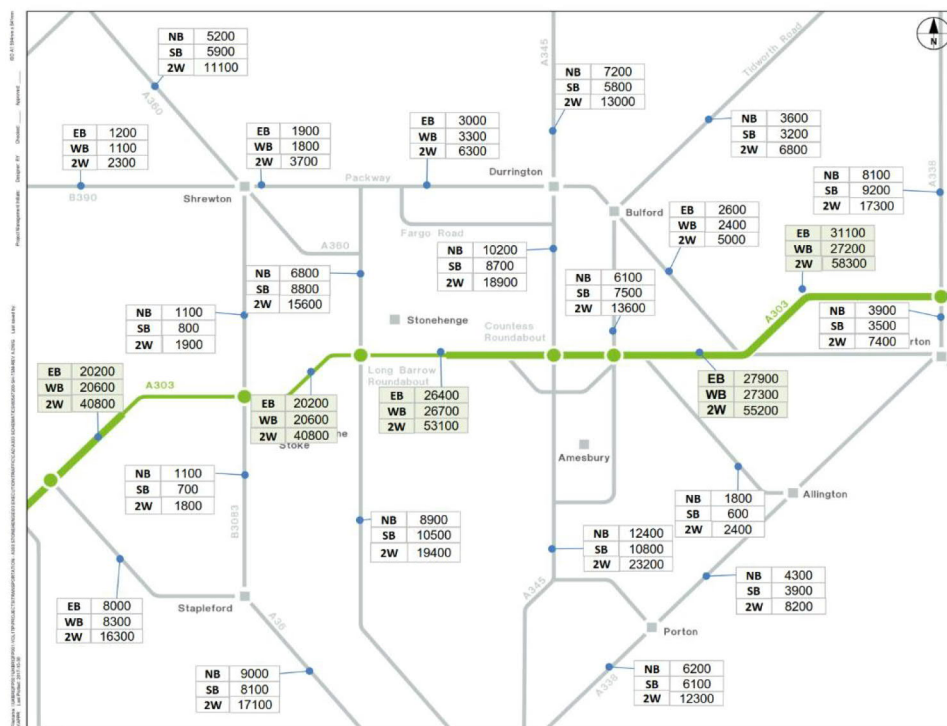 NB 5200
SB 5900
2W 11100
A360
A345
NB 7200
SB 5800
2W 13000
Tidworth Road
N
EB 1200
WB 1100
2W 2300
EB 1900
WB 1800
2W 3700
EB 3000
WB 3300
2W 6300
NB 3600
SB 3200
2W 6800
A338
NB 8100
SB 9200
2W 17300
B390
Shrewton
Packway
Durrington
Bulford
Fargo Road
A360
EB 2600
WB 2400
2W 5000
EB 31100
WB 27200
2W 58300
NB 6800
SB 8800
2W 15600
NB 10200
SB 8700
2W 18900
NB 6100
SB 7500
2W 13600
A303
NB 1100
SB 800
2W 1900
Stonehenge
Countess
Roundabout
NB 3900
SB 3500
2W 7400
erton
Long Barrow
Roundabout
EB 20200
WB 20600
2W 40800
A303
EB 20200
WB 20600
2W 40800
ne
Stoke
EB 26400
WB 26700
2W 53100
EB 27900
WB 27300
2W 55200
Amesbury
NB 1100
SB 700
2W 1800
B3083
NB 1800
SB 600
2W 2400
Allington
NB 8900
SB 10500
2W 19400
NB 12400
SB 10800
2W 23200
A345
NB 4300
SB 3900
2W 8200
EB 8000
WB 8300
2W 16300
Stapleford
A36
Porton
NB 9000
SB 8100
2W 17100
A338
NB 6200
SB 6100
2W 12300